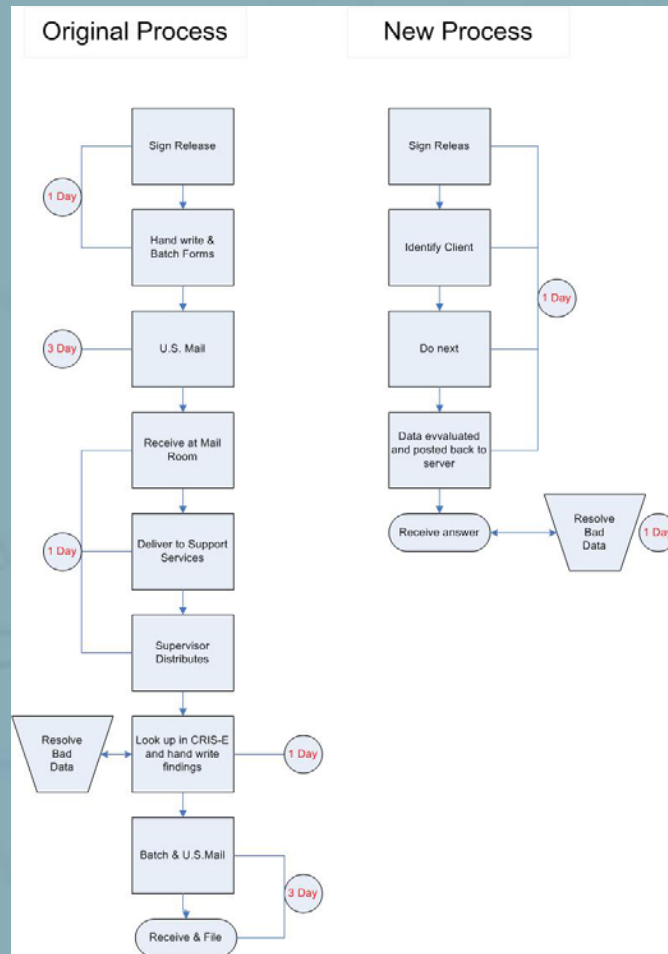 Original Process
Sign Release
1 Day
Hand write &
Batch Forms
3 Day
U.S. Mail
Receive at Mail
Room
1 Day
Deliver to Support
Services
Supervisor
Distributes
Resolve
Bad
Data
Look up in CRIS-E
and hand write
findings
1 Day
Batch & U.S.Mail
3 Day
Receive & File
New Process
Sign Releas
Identify Client
1 Day
Do next
Data evvaluated
and posted back to
server
Receive answer
Resolve
Bad
Data
1 Day